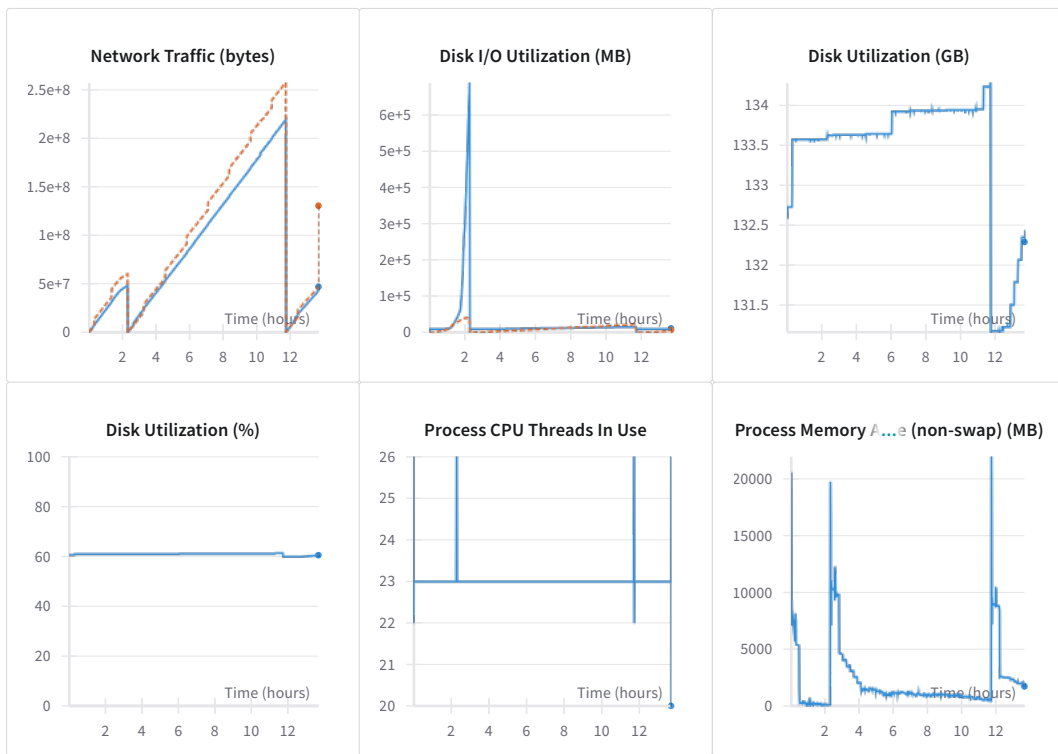 Network Traffic (bytes)
2.5e+8
2e+8
1.5e+8
1e+8
5e+7
0
Time (hours)
2 4 6 8 10 12
Disk I/O Utilization (MB)
6e+5
5e+5
4e+5
3e+5
2e+5
1e+5
0
Time (hours)
2 4 6 8 10 12
Disk Utilization (GB)
134
133.5
133
132.5
132
131.5
Time (hours)
2 4 6 8 10 12
Disk Utilization (%)
100
80
60
40
20
0
Time (hours)
2 4 6 8 10 12
Process CPU Threads In Use
26
25
24
23
22
21
20
Time (hours)
2 4 6 8 10 12
Process Memory A...e (non-swap) (MB)
20000
15000
10000
5000
0
Time (hours)
2 4 6 8 10 12